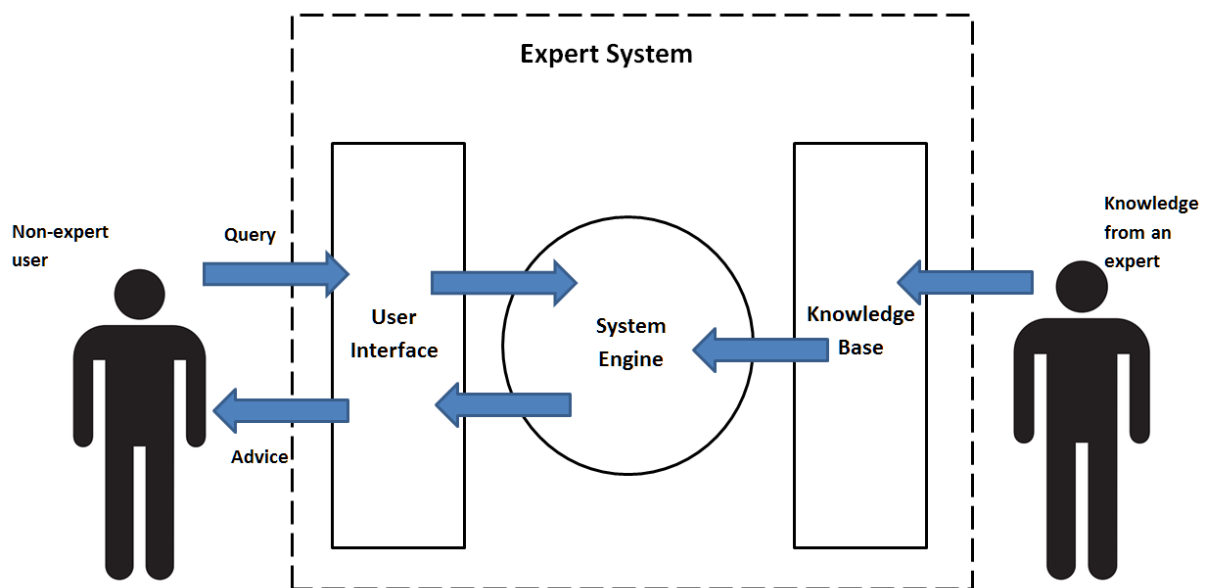 Expert System
Non-expert
user
Query
Advice
User
Interface
System
Engine
Knowledge
Base
Knowledge
from an
expert